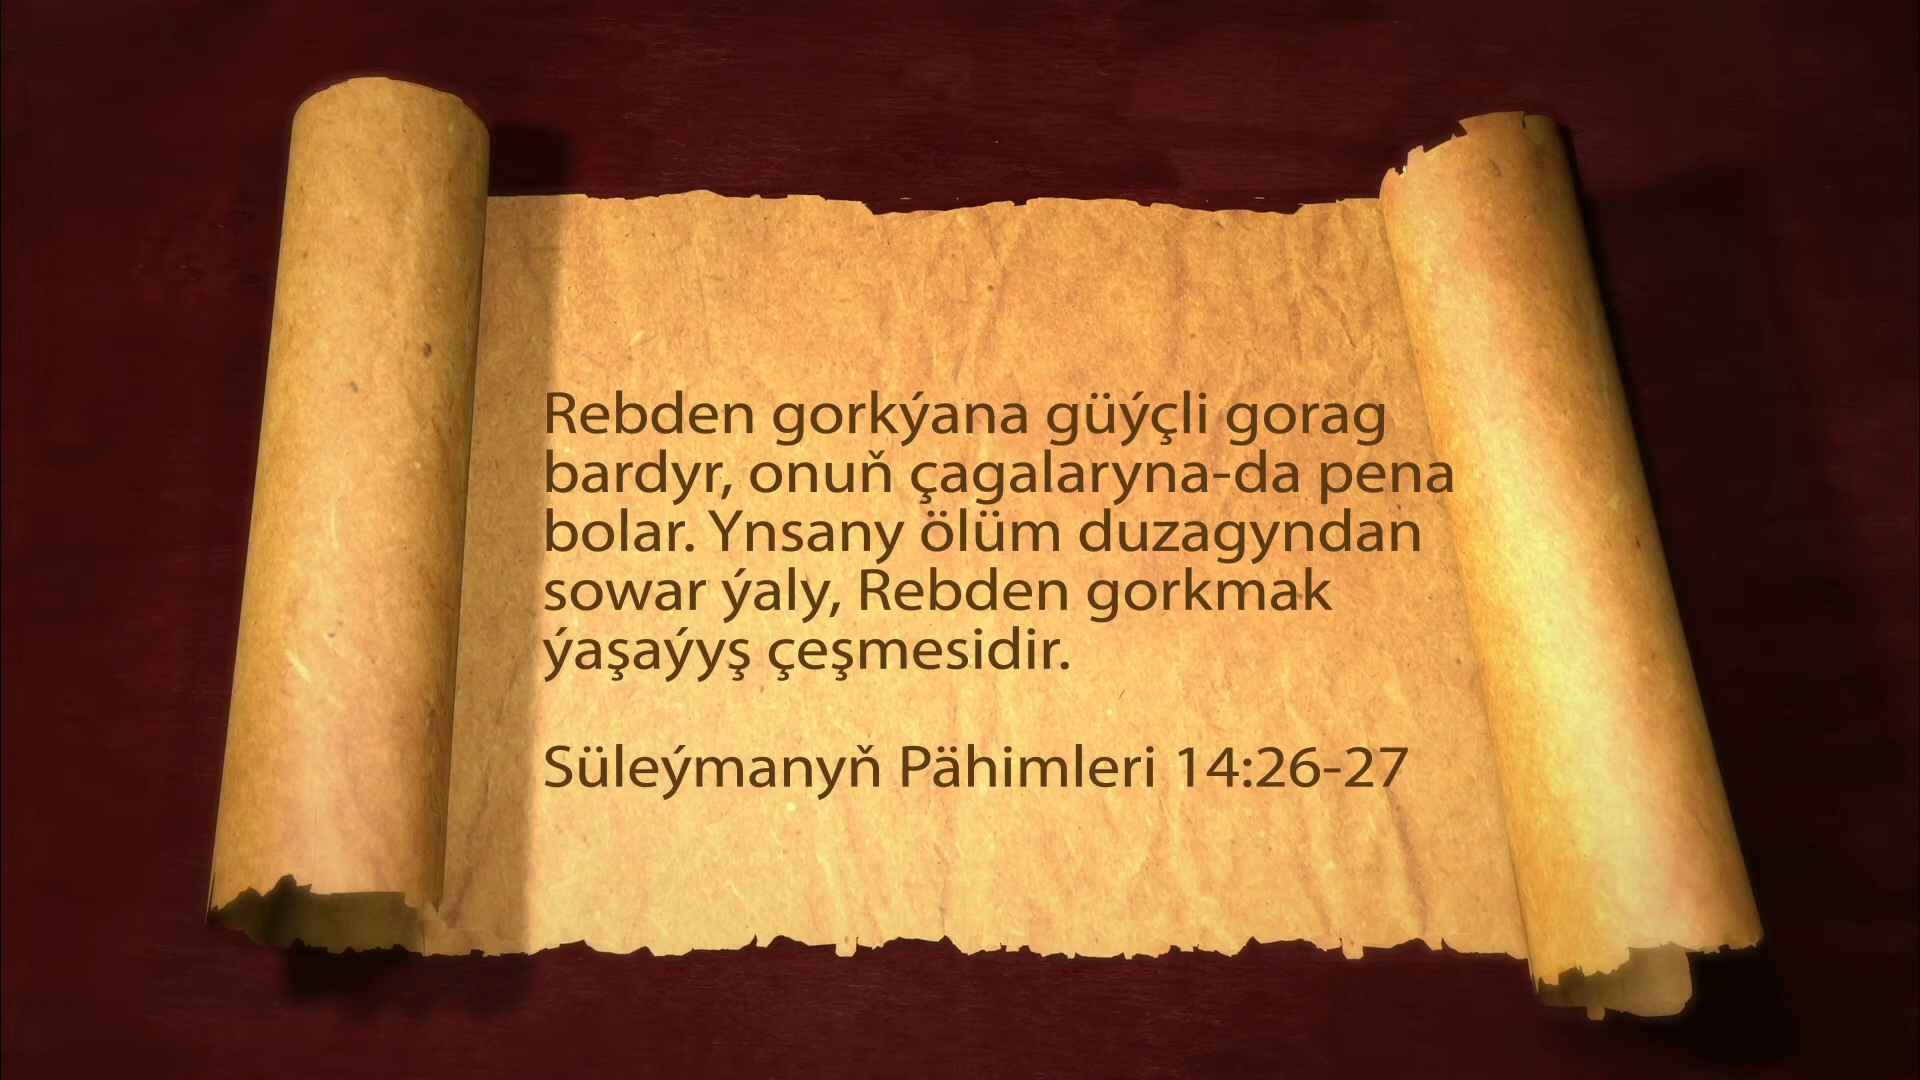 Rebden gorkýana güýçli gorag
bardyr, onuň çagalaryna-da pena
bolar. Ynsany ölüm duzagyndan
sowar ýaly, Rebden gorkmak
ýaşaýyş çeşmesidir.
Süleýmanyň Pähimleri 14:26-27